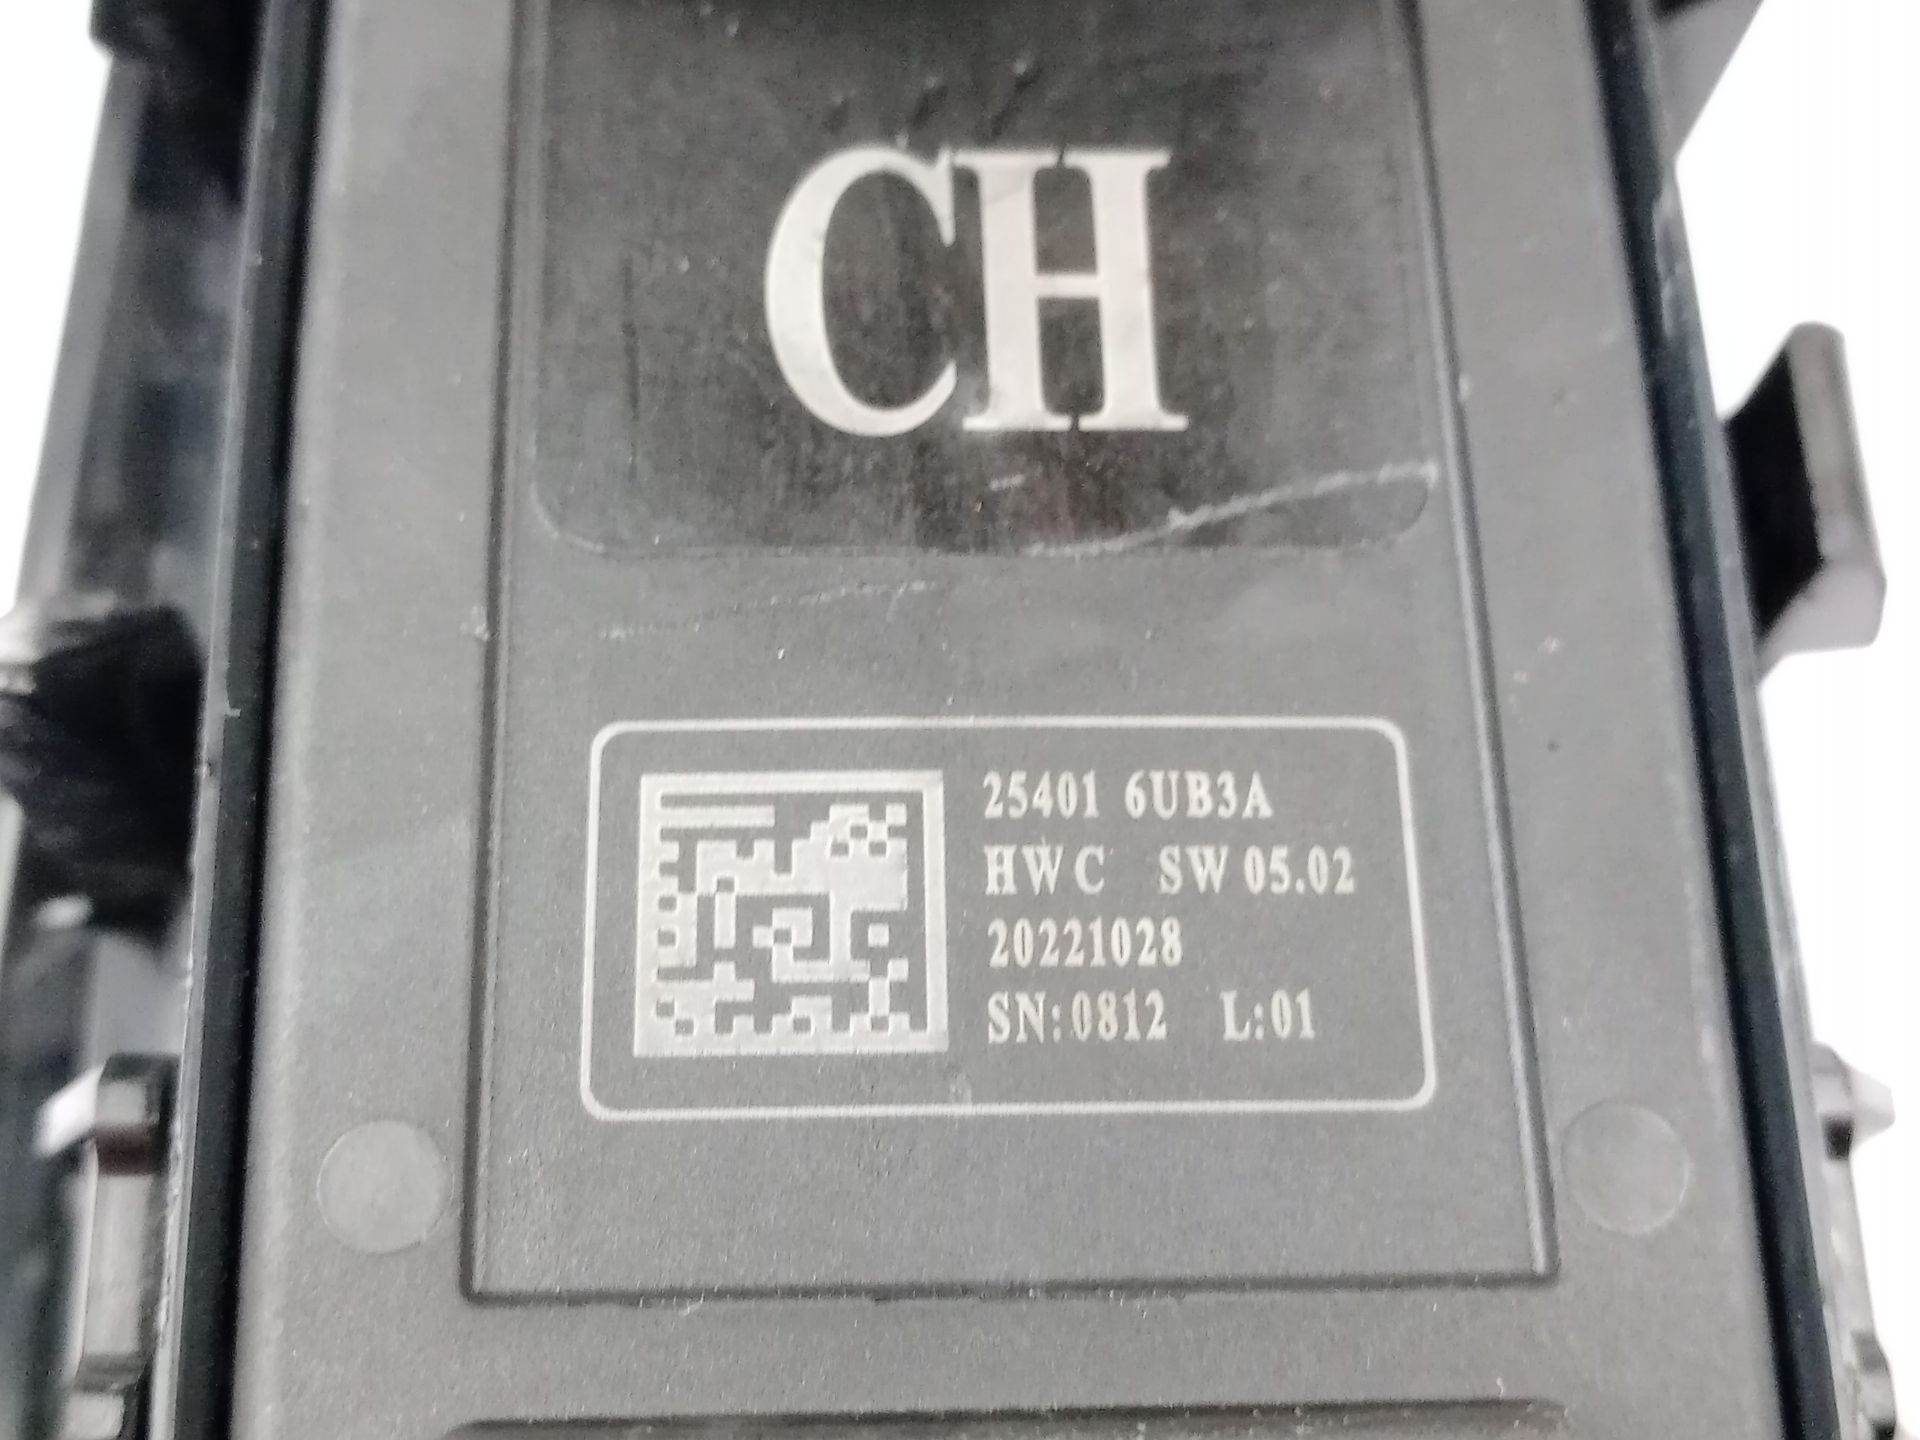 CH
25401 6UB3A
HWC SW 05.02
20221028
SN:0812 L:01